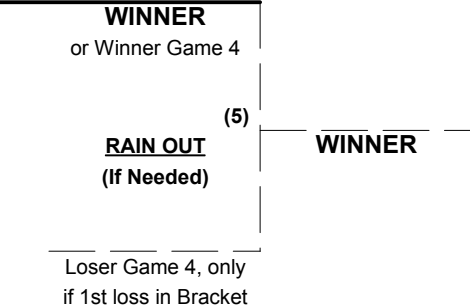 WINNER
or Winner Game 4
(5)
RAIN OUT
WINNER
(If Needed)
Loser Game 4, only
if 1st loss in Bracket